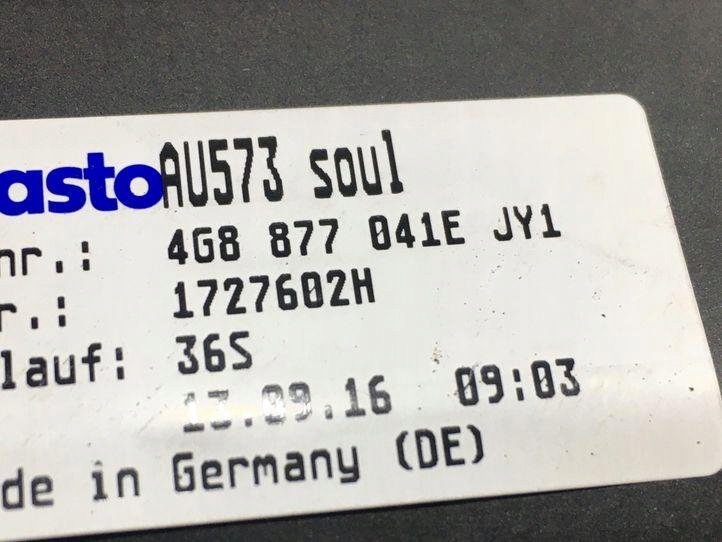 asto AU573 soul
nr.: 4G8 877 041E JY1
r.: 1727602H
lauf: 36S
13.09.16 09:03
de in Germany (DE)